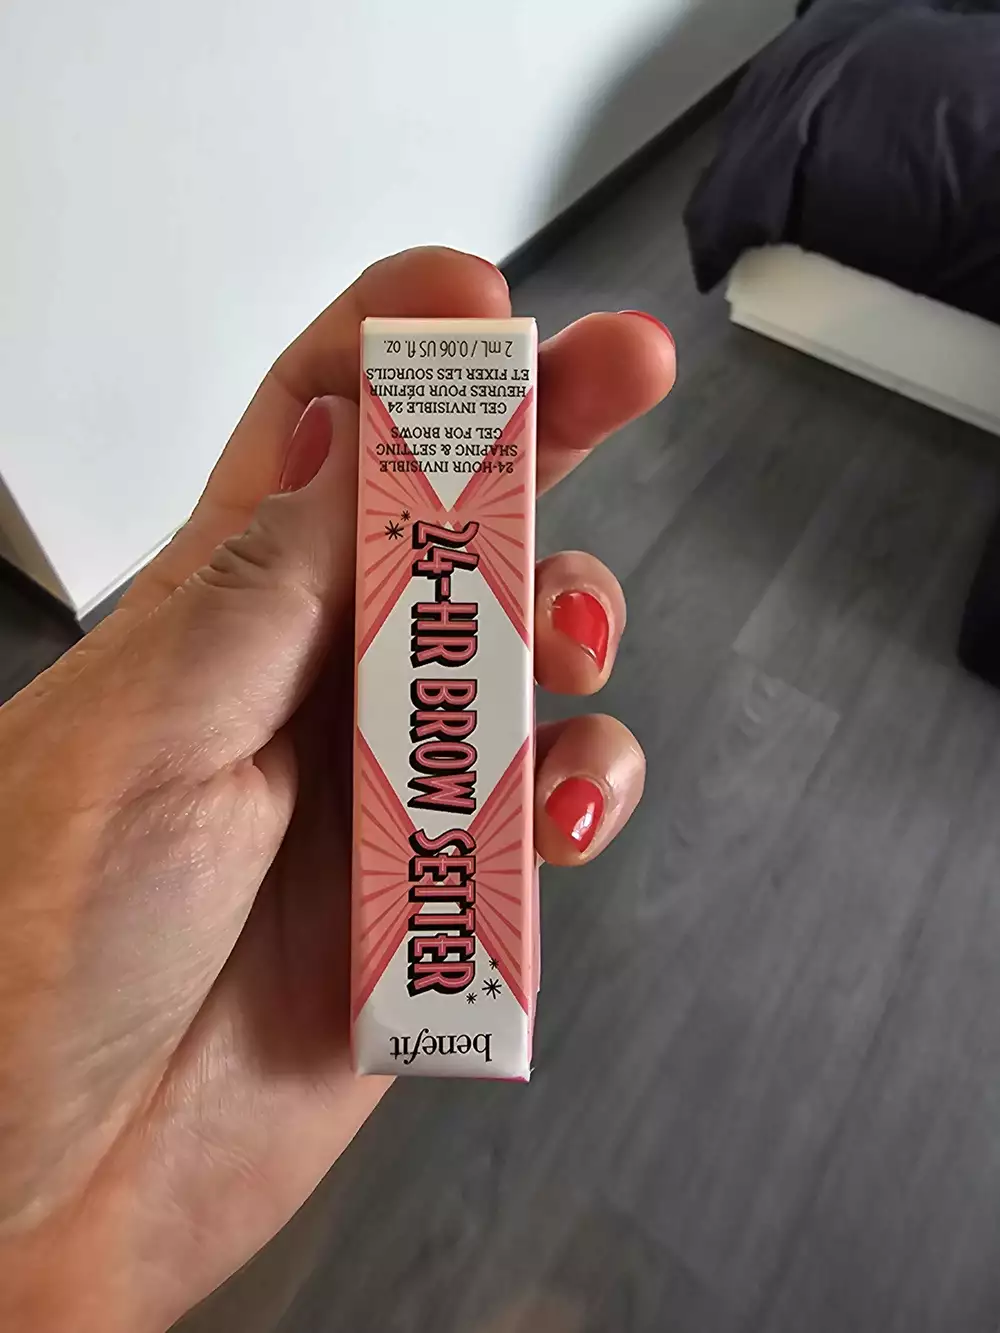 benefit
24-HR BROW SETTER
24-HOUR INVISIBLE
SHAPING & SETTING
GEL FOR BROWS
GEL INVISIBLE 24
HEURES POUR DÉFINIR
ET FIXER LES SOURCILS
2 mL / 0.06 US fl. oz.